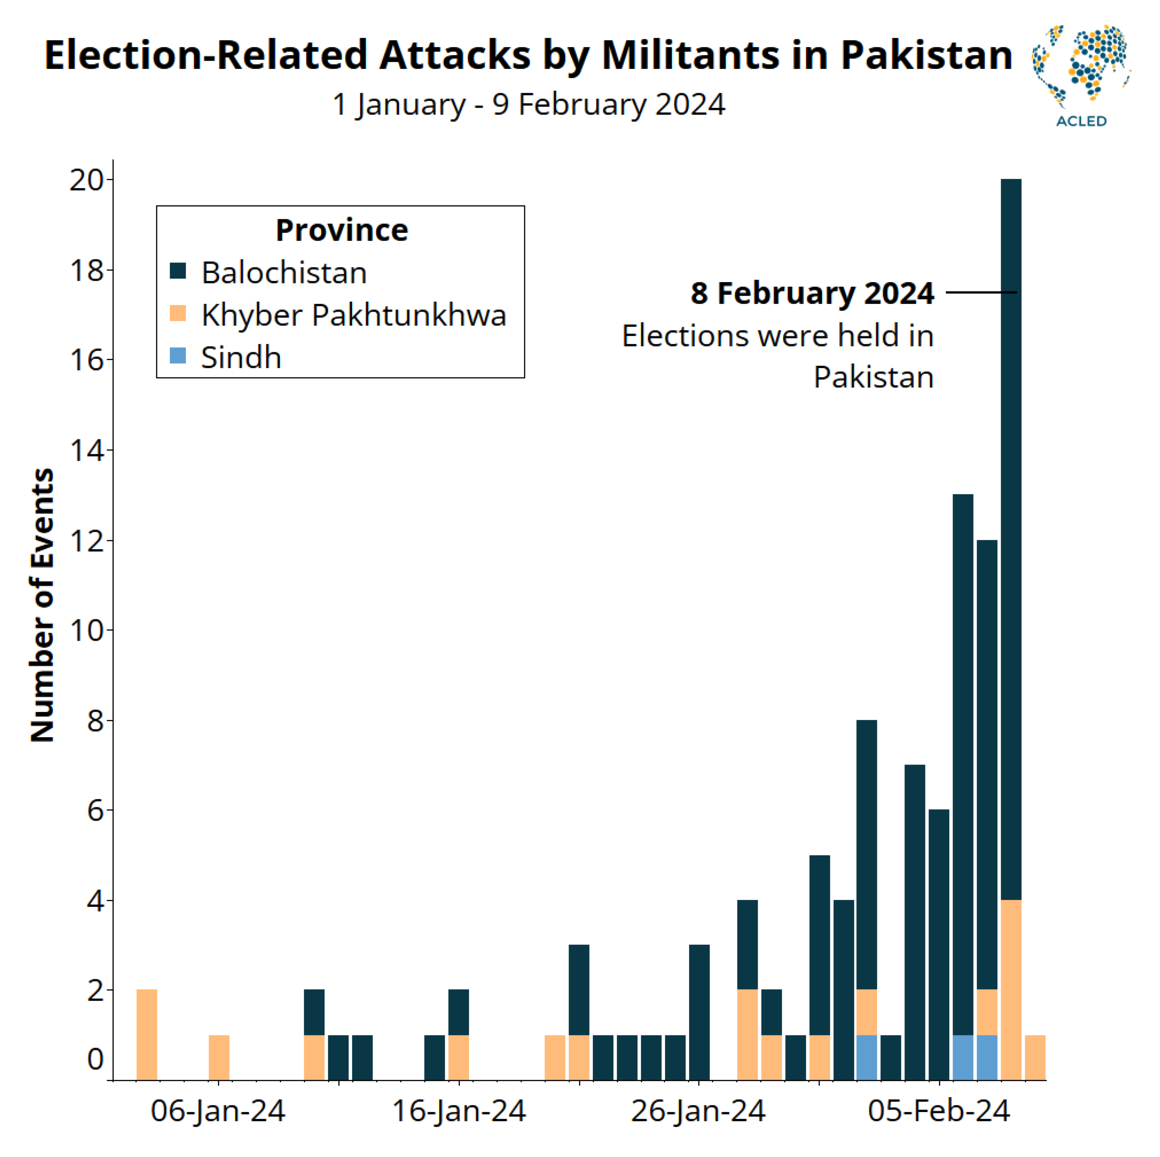 Election-Related Attacks by Militants in Pakistan
1 January - 9 February 2024
ACLED
20
18
16
14
12
10
8
6
4
2
0
Number of Events
Province
Balochistan
Khyber Pakhtunkhwa
Sindh
8 February 2024
Elections were held in
Pakistan
06-Jan-24
16-Jan-24
26-Jan-24
05-Feb-24